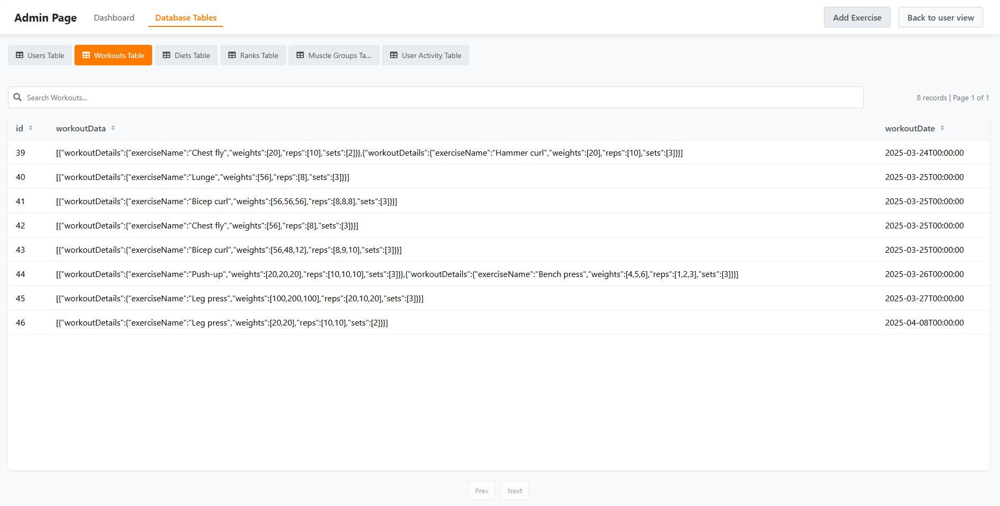 Admin Page Dashboard Database Tables Add Exercise Back to user view
Users Table Workouts Table Diets Table Ranks Table Muscle Groups Ta... User Activity Table
Search Workouts... 8 records | Page 1 of 1
id workoutData workoutDate
39 [{"workoutDetails":{"exerciseName":"Chest fly","weights":[20],"reps":[10],"sets":[2]}},{"workoutDetails":{"exerciseName":"Hammer curl","weights":[20],"reps":[10],"sets":[3]}}] 2025-03-24T00:00:00
40 [{"workoutDetails":{"exerciseName":"Lunge","weights":[56],"reps":[8],"sets":[3]}}] 2025-03-25T00:00:00
41 [{"workoutDetails":{"exerciseName":"Bicep curl","weights":[56,56,56],"reps":[8,8,8],"sets":[3]}}] 2025-03-25T00:00:00
42 [{"workoutDetails":{"exerciseName":"Chest fly","weights":[56],"reps":[8],"sets":[3]}}] 2025-03-25T00:00:00
43 [{"workoutDetails":{"exerciseName":"Bicep curl","weights":[56,48,12],"reps":[8,9,10],"sets":[3]}}] 2025-03-25T00:00:00
44 [{"workoutDetails":{"exerciseName":"Push-up","weights":[20,20,20],"reps":[10,10,10],"sets":[3]}},{"workoutDetails":{"exerciseName":"Bench press","weights":[4,5,6],"reps":[1,2,3],"sets":[3]}}] 2025-03-26T00:00:00
45 [{"workoutDetails":{"exerciseName":"Leg press","weights":[100,200,100],"reps":[20,10,20],"sets":[3]}}] 2025-03-27T00:00:00
46 [{"workoutDetails":{"exerciseName":"Leg press","weights":[20,20],"reps":[10,10],"sets":[2]}}] 2025-04-08T00:00:00
Prev Next